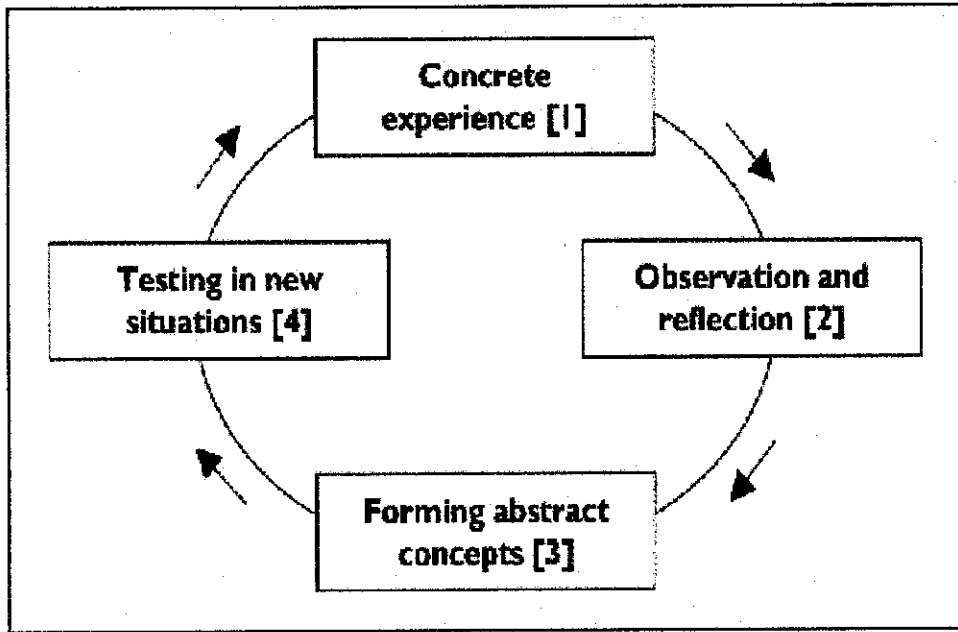 Concrete
experience [1]
Observation and
reflection [2]
Forming abstract
concepts [3]
Testing in new
situations [4]